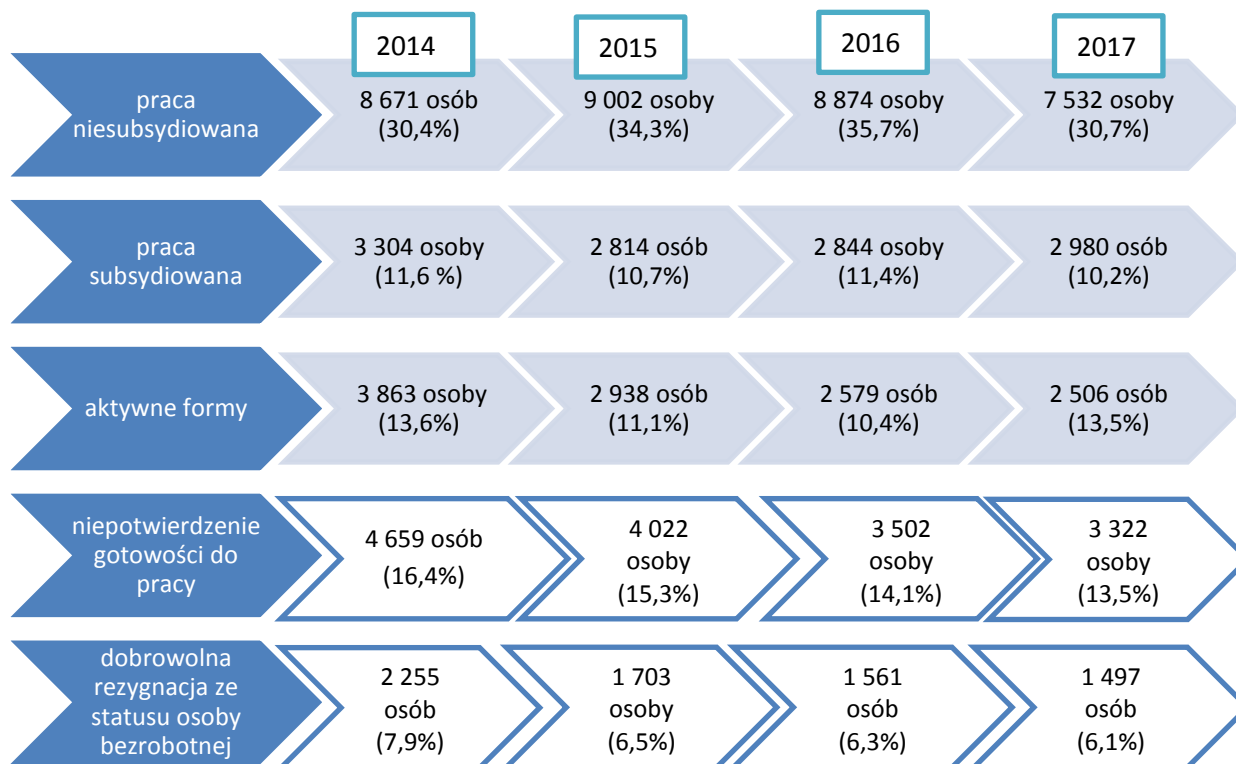 2014
2015
2016
2017
praca
niesubsydiowana
8 671 osób
(30,4%)
9 002 osoby
(34,3%)
8 874 osoby
(35,7%)
7 532 osoby
(30,7%)
praca
subsydiowana
3 304 osoby
(11,6 %)
2 814 osób
(10,7%)
2 844 osoby
(11,4%)
2 980 osób
(10,2%)
aktywne formy
3 863 osoby
(13,6%)
2 938 osób
(11,1%)
2 579 osób
(10,4%)
2 506 osób
(13,5%)
niepotwierdzenie
gotowości do
pracy
4 659 osób
(16,4%)
4 022
osoby
(15,3%)
3 502
osoby
(14,1%)
3 322
osoby
(13,5%)
dobrowolna
rezygnacja ze
statusu osoby
bezrobotnej
2 255
osób
(7,9%)
1 703
osoby
(6,5%)
1 561
osób
(6,3%)
1 497
osób
(6,1%)